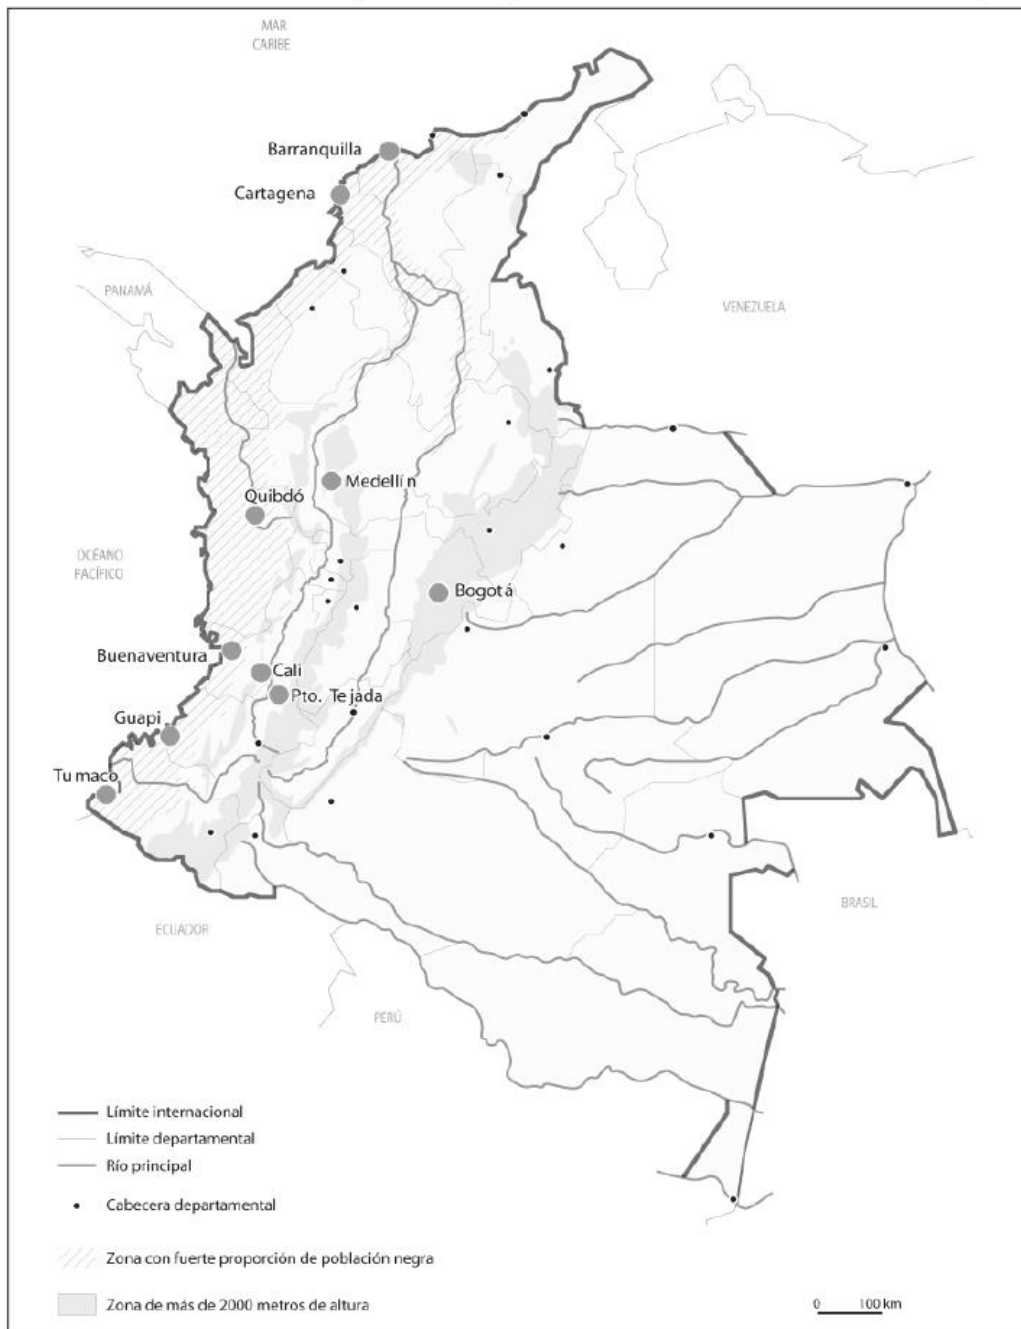 MAR
CARIBE
Barranquilla
Cartagena
PANAMÁ
VENEZUELA
Medellín
Quibdó
OCÉANO
PACÍFICO
Bogotá
Buenaventura
Cali
Pto. Tejada
Guapi
Tumaco
BRASIL
ECUADOR
PERÚ
Límite internacional
Límite departamental
Río principal
Cabecera departamental
Zona con fuerte proporción de población negra
Zona de más de 2000 metros de altura
0 100 km